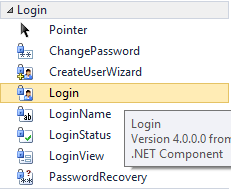 Login
Pointer
ChangePassword
CreateUserWizard
Login
LoginName
LoginStatus
LoginView
PasswordRecovery
Login
Version 4.0.0.0 from
.NET Component